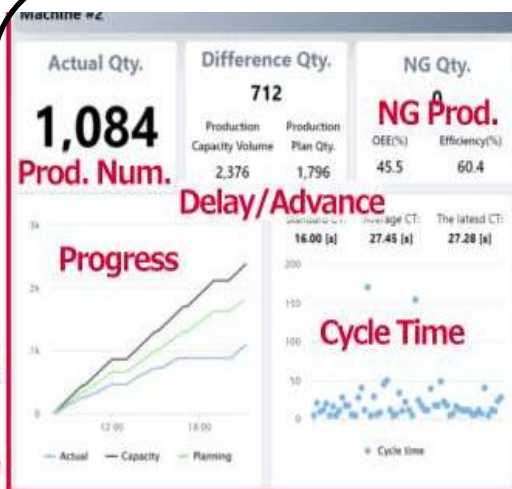 Machine #2
Actual Qty.
1,084
Prod. Num.
Difference Qty.
712
Production Capacity Volume
2,376
Production Plan Qty.
1,796
NG Qty.
0
NG Prod.
OEE(%)
45.5
Efficiency(%)
60.4
Delay/Advance
Progress
3k
2k
1k
0
12:00
18:00
Actual
Capacity
Planning
Standard CT:
16.00 [s]
Average CT:
27.45 [s]
The latesd CT:
27.28 [s]
Cycle Time
200
150
100
50
0
Cycle time